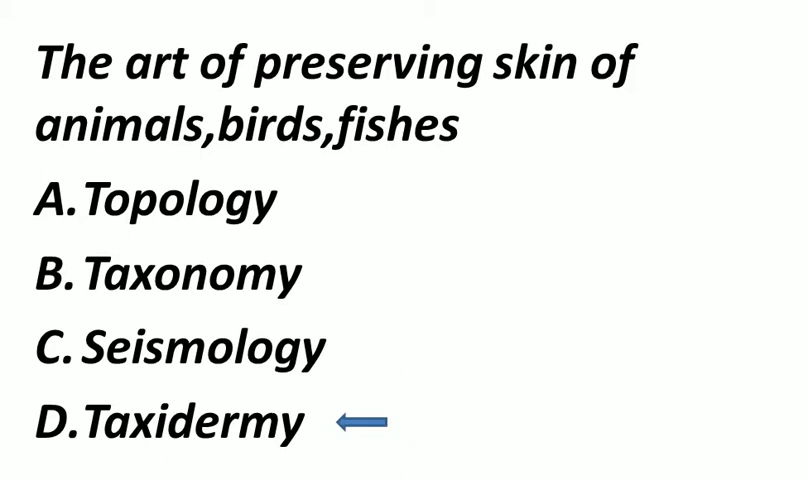 The art of preserving skin of
animals,birds,fishes
A. Topology
B. Taxonomy
C. Seismology
D. Taxidermy